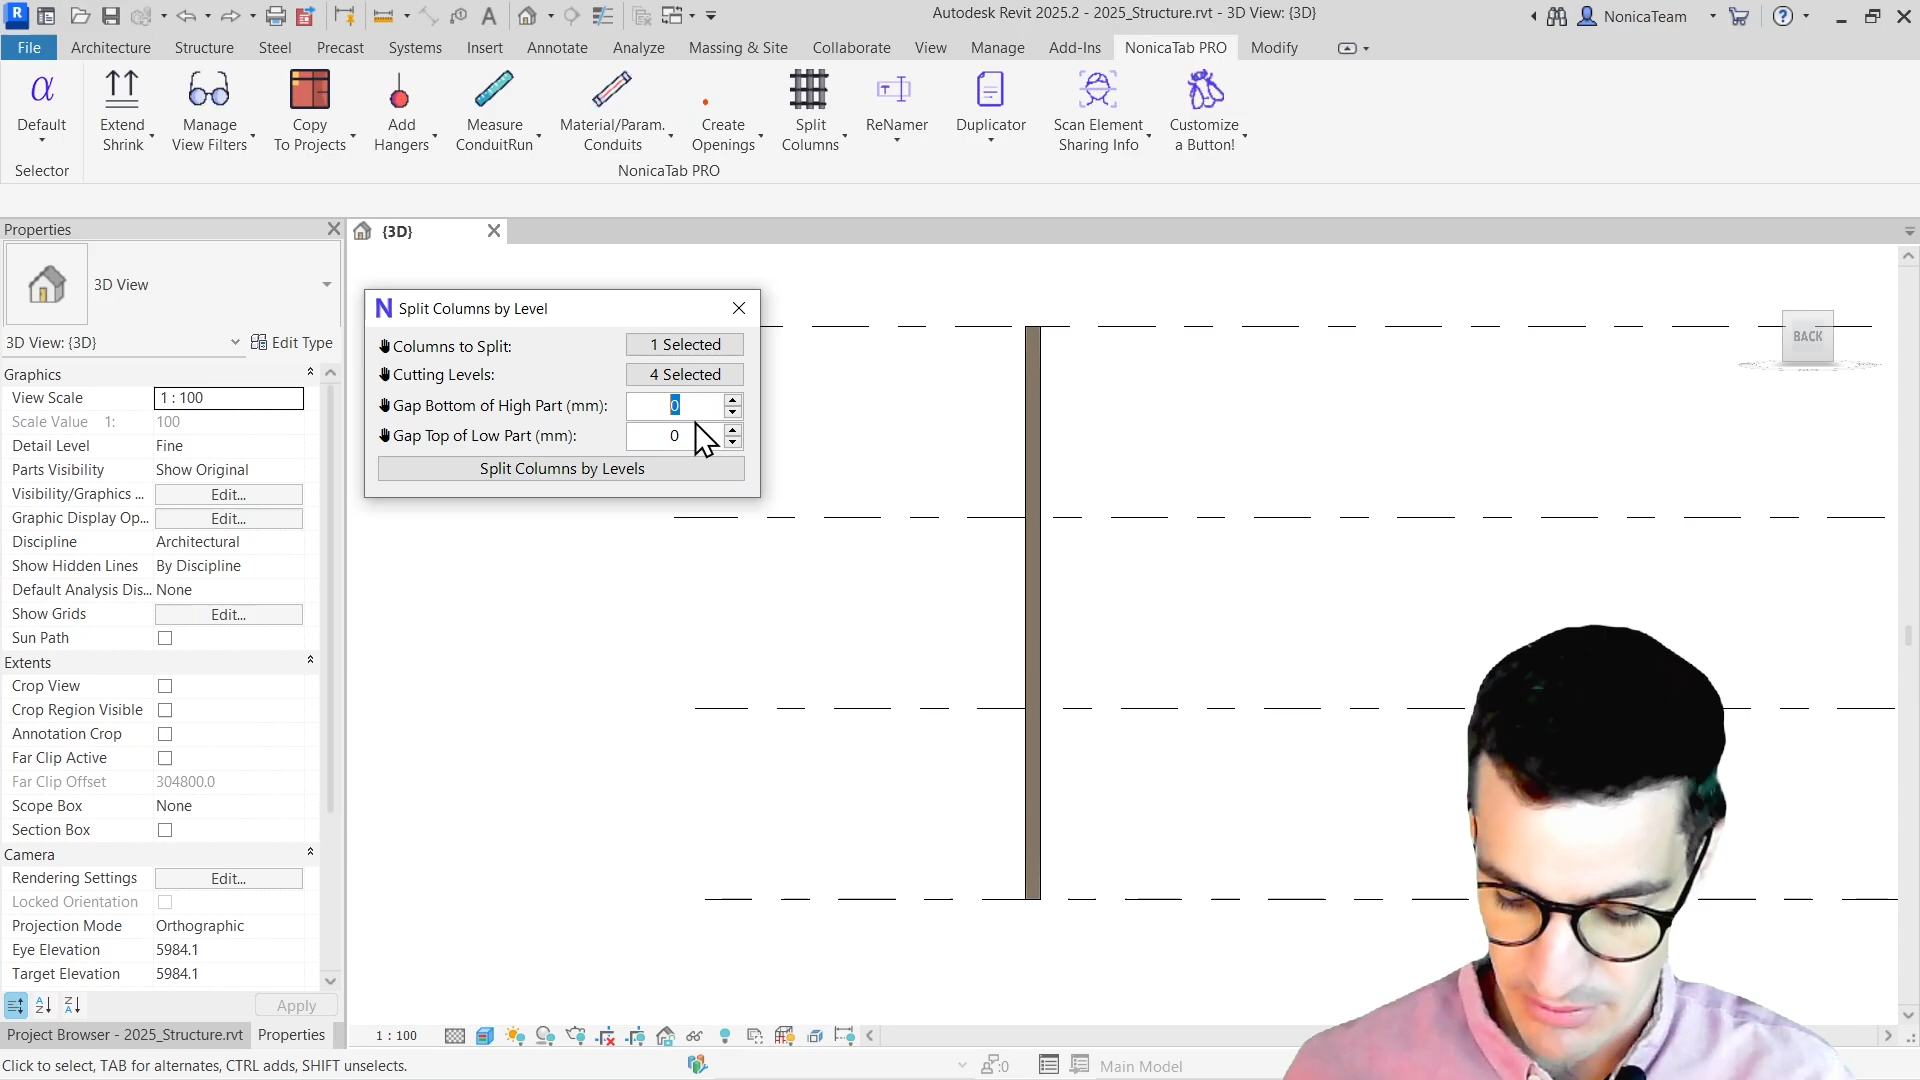 Autodesk Revit 2025.2 - 2025_Structure.rvt - 3D View: {3D}
NonicaTeam
File Architecture Structure Steel Precast Systems Insert Annotate Analyze Massing & Site Collaborate View Manage Add-Ins NonicaTab PRO Modify
Default
Extend
Shrink
Manage
View Filters
Copy
To Projects
Add
Hangers
Measure
ConduitRun
Material/Param.
Conduits
Create
Openings
Split
Columns
ReNamer
Duplicator
Scan Element
Sharing Info
Customize
a Button!
Selector
NonicaTab PRO
Properties
{3D}
3D View
3D View: {3D}
Edit Type
Graphics
View Scale 1 : 100
Scale Value 1: 100
Detail Level Fine
Parts Visibility Show Original
Visibility/Graphics ... Edit...
Graphic Display Op... Edit...
Discipline Architectural
Show Hidden Lines By Discipline
Default Analysis Dis... None
Show Grids Edit...
Sun Path
Extents
Crop View
Crop Region Visible
Annotation Crop
Far Clip Active
Far Clip Offset 304800.0
Scope Box None
Section Box
Camera
Rendering Settings Edit...
Locked Orientation
Projection Mode Orthographic
Eye Elevation 5984.1
Target Elevation 5984.1
Apply
Project Browser - 2025_Structure.rvt Properties
N Split Columns by Level
Columns to Split: 1 Selected
Cutting Levels: 4 Selected
Gap Bottom of High Part (mm): 0
Gap Top of Low Part (mm): 0
Split Columns by Levels
BACK
1 : 100
Click to select, TAB for alternates, CTRL adds, SHIFT unselects.
:0
Main Model